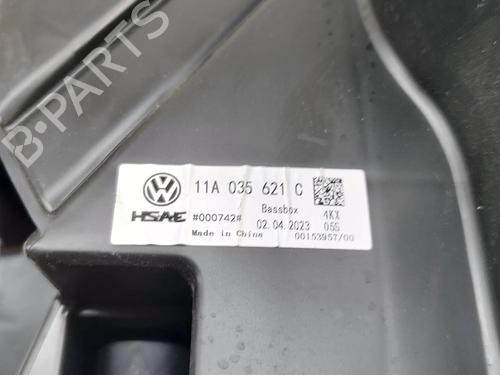 B-PARTS
11A 035 621 C
Bassbox 4KX
HSAE #000742# 02.04.2023 05S
Made in China 00153957/00